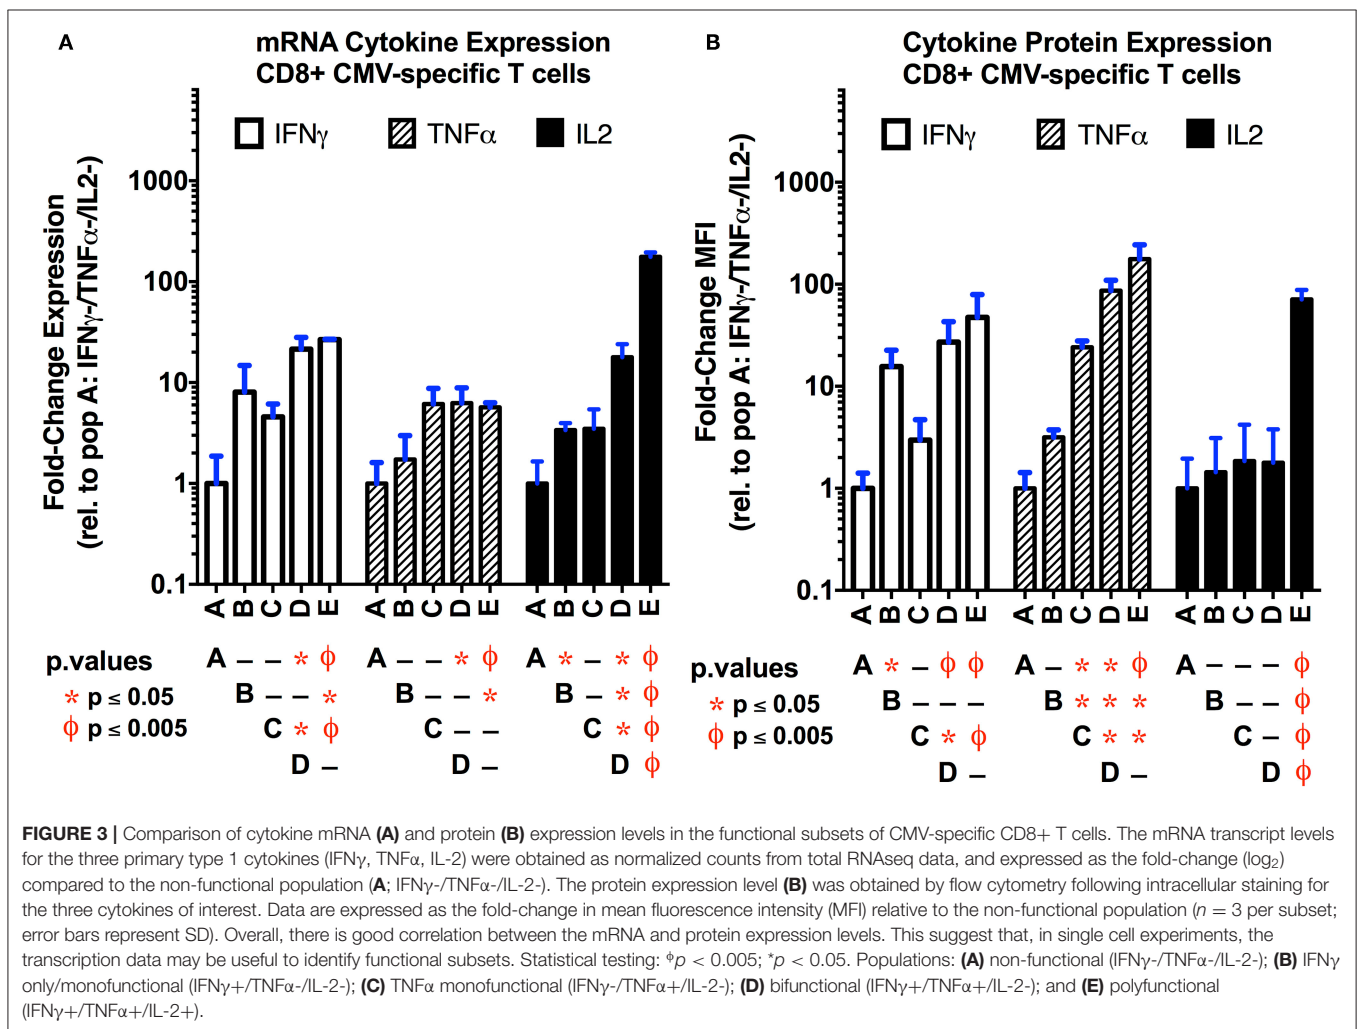 A
mRNA Cytokine Expression
CD8+ CMV-specific T cells
IFNγ TNFα IL2
Fold-Change Expression
(rel. to pop A: IFNγ-/TNFα-/IL2-)
1000
100
10
1
0.1
A B C D E A B C D E A B C D E
p.values
* p ≤ 0.05
ϕ p ≤ 0.005
A – – * ϕ A – – * ϕ A * – * ϕ
B – – * B – – * B – * ϕ
C * ϕ C – – C * ϕ
D – D – D ϕ
B
Cytokine Protein Expression
CD8+ CMV-specific T cells
IFNγ TNFα IL2
Fold-Change MFI
(rel. to pop A: IFNγ-/TNFα-/IL2-)
1000
100
10
1
0.1
A B C D E A B C D E A B C D E
p.values
* p ≤ 0.05
ϕ p ≤ 0.005
A * – ϕ ϕ A – * * ϕ A – – – ϕ
B – – – B * * * B – – ϕ
C * ϕ C * * C – ϕ
D – D – D ϕ
FIGURE 3 | Comparison of cytokine mRNA (A) and protein (B) expression levels in the functional subsets of CMV-specific CD8+ T cells. The mRNA transcript levels
for the three primary type 1 cytokines (IFNγ, TNFα, IL-2) were obtained as normalized counts from total RNAseq data, and expressed as the fold-change (log₂)
compared to the non-functional population (A; IFNγ-/TNFα-/IL-2-). The protein expression level (B) was obtained by flow cytometry following intracellular staining for
the three cytokines of interest. Data are expressed as the fold-change in mean fluorescence intensity (MFI) relative to the non-functional population (n = 3 per subset;
error bars represent SD). Overall, there is good correlation between the mRNA and protein expression levels. This suggest that, in single cell experiments, the
transcription data may be useful to identify functional subsets. Statistical testing: ᶲp < 0.005; *p < 0.05. Populations: (A) non-functional (IFNγ-/TNFα-/IL-2-); (B) IFNγ
only/monofunctional (IFNγ+/TNFα-/IL-2-); (C) TNFα monofunctional (IFNγ-/TNFα+/IL-2-); (D) bifunctional (IFNγ+/TNFα+/IL-2-); and (E) polyfunctional
(IFNγ+/TNFα+/IL-2+).